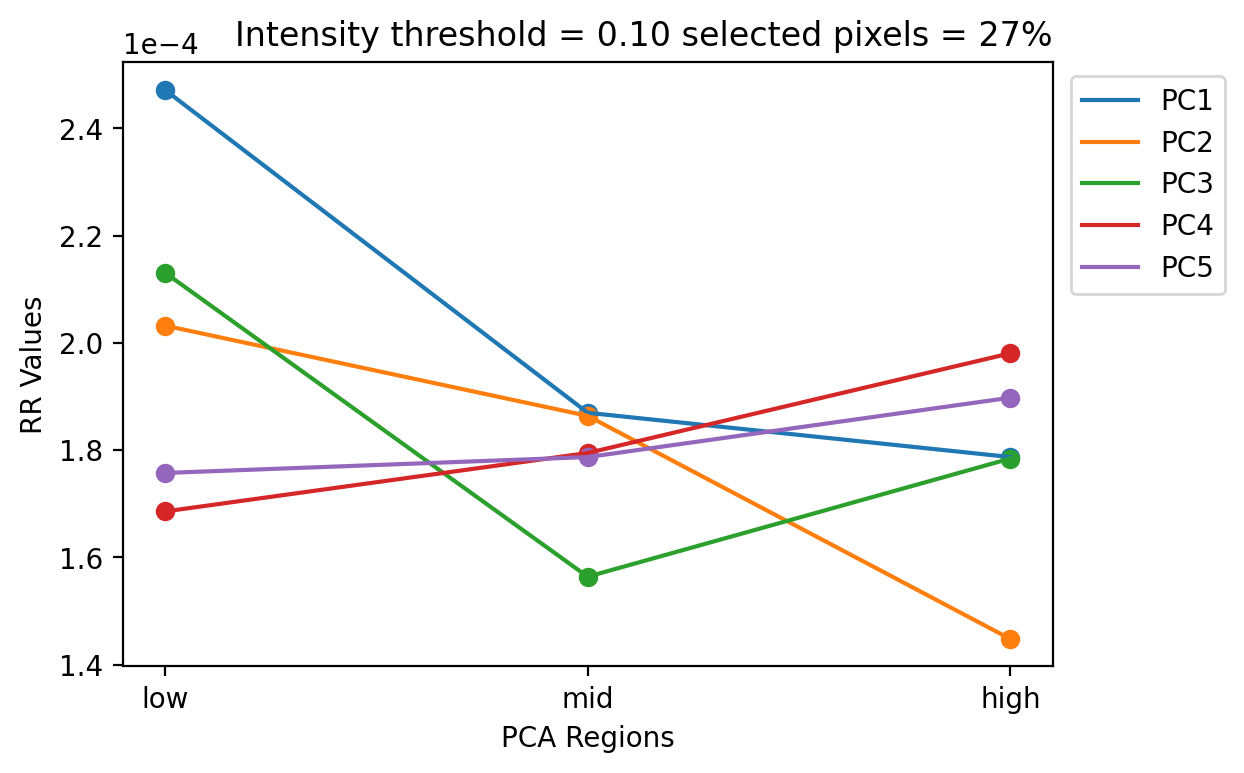 Intensity threshold = 0.10 selected pixels = 27%
1e−4
2.4
2.2
2.0
1.8
1.6
1.4
RR Values
low
mid
high
PCA Regions
PC1
PC2
PC3
PC4
PC5